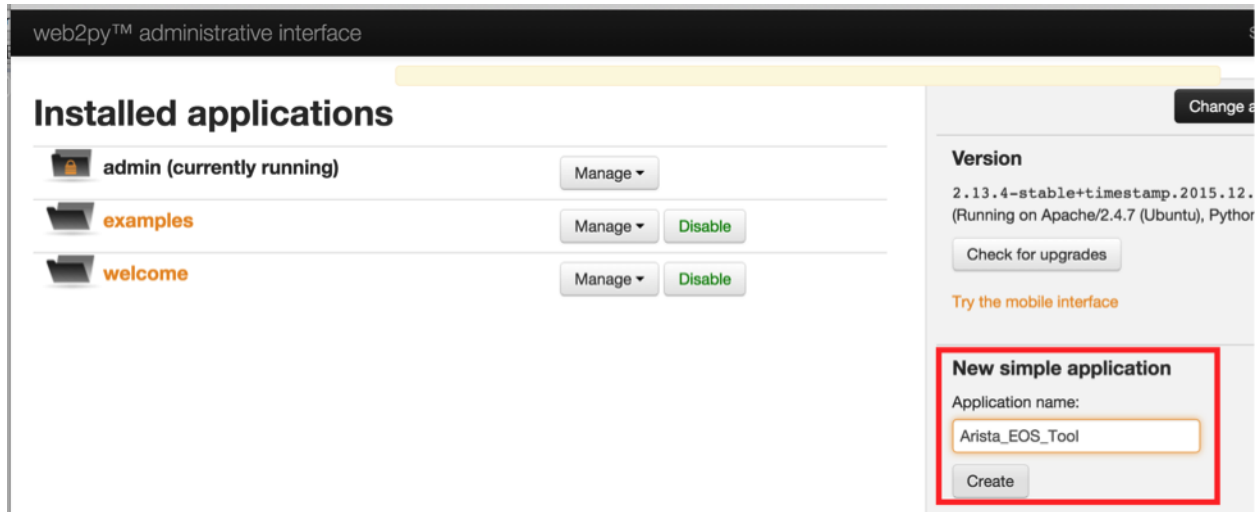 web2py™ administrative interface
Installed applications
Change a
admin (currently running)
Manage
examples
Manage
Disable
welcome
Manage
Disable
Version
2.13.4-stable+timestamp.2015.12.
(Running on Apache/2.4.7 (Ubuntu), Python
Check for upgrades
Try the mobile interface
New simple application
Application name:
Arista_EOS_Tool
Create